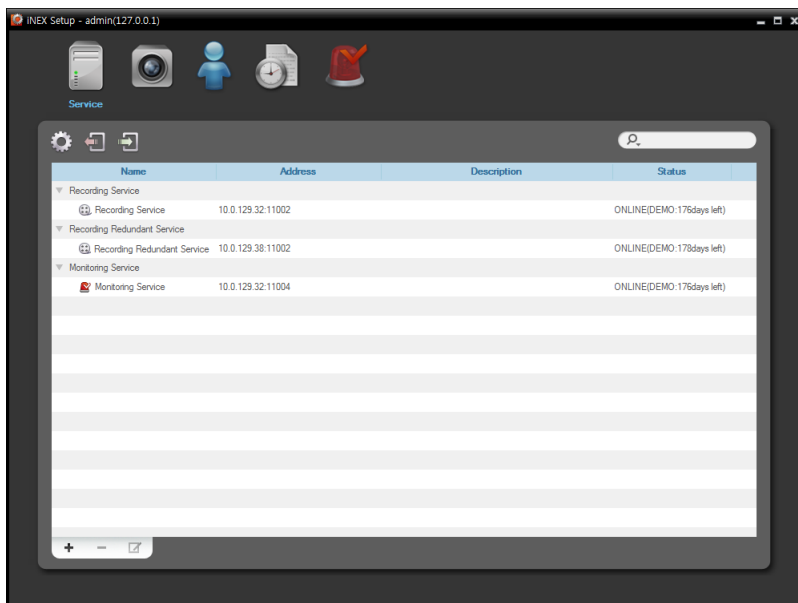 INEX Setup - admin(127.0.0.1)
Service
Name Address Description Status
Recording Service
Recording Service 10.0.129.32:11002 ONLINE(DEMO:176days left)
Recording Redundant Service
Recording Redundant Service 10.0.129.38:11002 ONLINE(DEMO:178days left)
Monitoring Service
Monitoring Service 10.0.129.32:11004 ONLINE(DEMO:176days left)